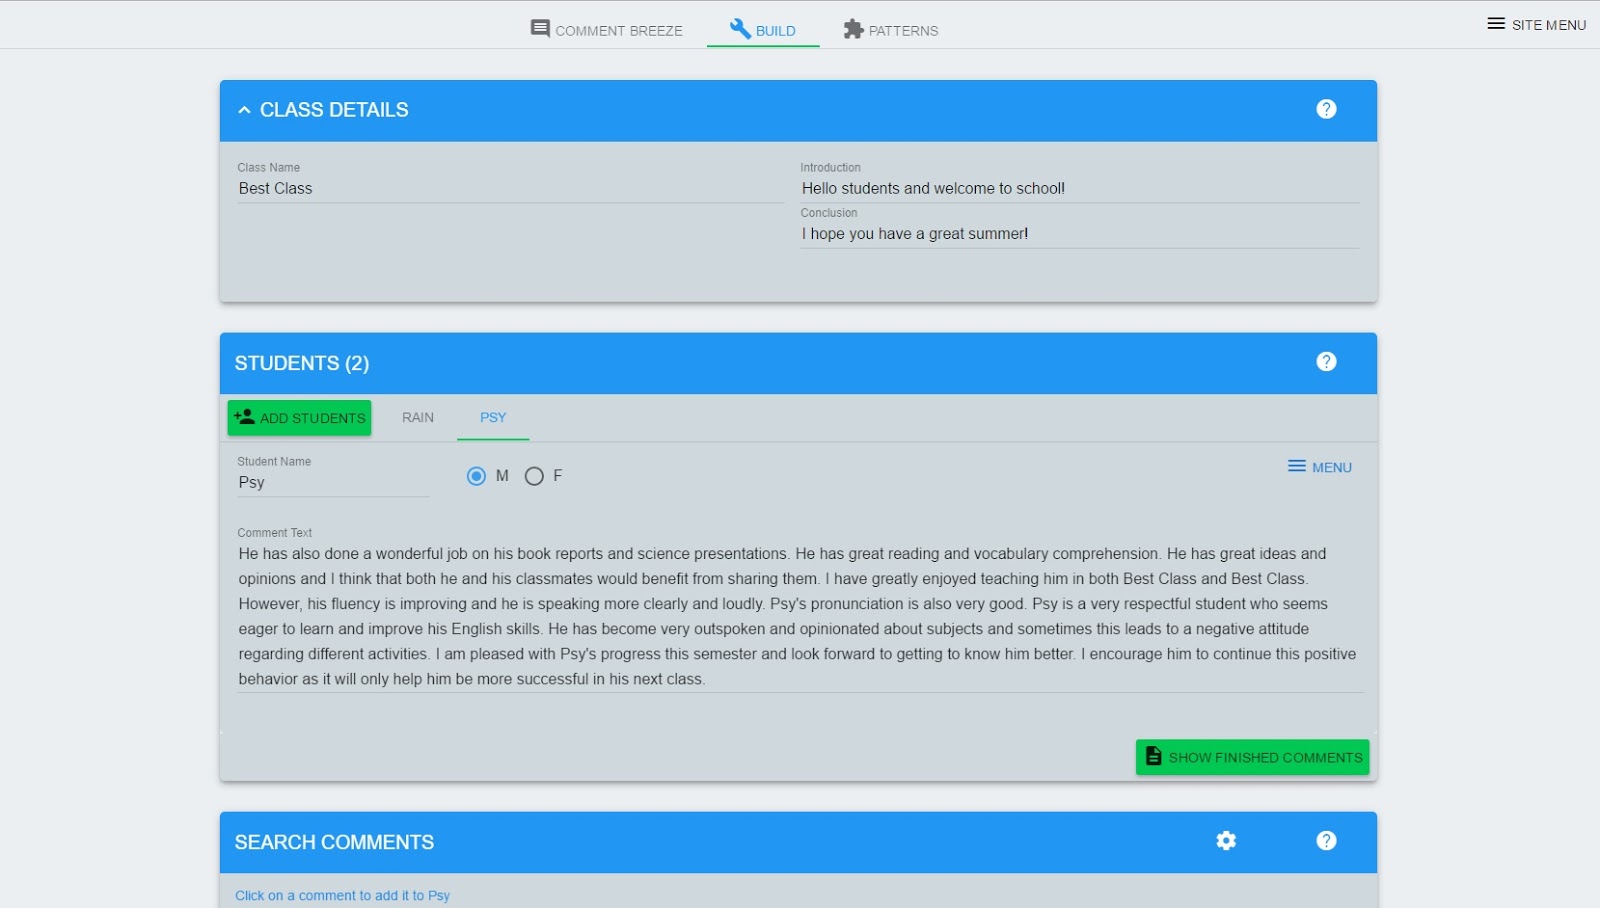 COMMENT BREEZE BUILD PATTERNS SITE MENU
CLASS DETAILS ?
Class Name
Best Class
Introduction
Hello students and welcome to school!
Conclusion
I hope you have a great summer!
STUDENTS (2) ?
ADD STUDENTS RAIN PSY
Student Name
Psy
M F
MENU
Comment Text
He has also done a wonderful job on his book reports and science presentations. He has great reading and vocabulary comprehension. He has great ideas and
opinions and I think that both he and his classmates would benefit from sharing them. I have greatly enjoyed teaching him in both Best Class and Best Class.
However, his fluency is improving and he is speaking more clearly and loudly. Psy's pronunciation is also very good. Psy is a very respectful student who seems
eager to learn and improve his English skills. He has become very outspoken and opinionated about subjects and sometimes this leads to a negative attitude
regarding different activities. I am pleased with Psy's progress this semester and look forward to getting to know him better. I encourage him to continue this positive
behavior as it will only help him be more successful in his next class.
SHOW FINISHED COMMENTS
SEARCH COMMENTS ?
Click on a comment to add it to Psy